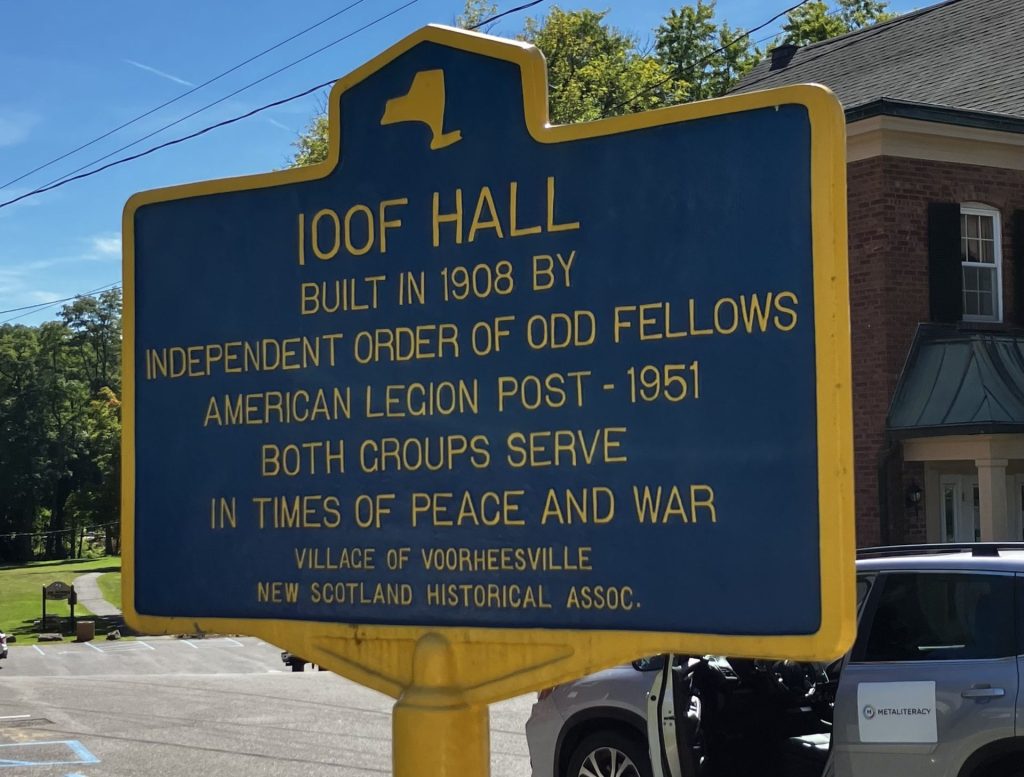 IOOF HALL
BUILT IN 1908 BY
INDEPENDENT ORDER OF ODD FELLOWS
AMERICAN LEGION POST - 1951
BOTH GROUPS SERVE
IN TIMES OF PEACE AND WAR
VILLAGE OF VOORHEESVILLE
NEW SCOTLAND HISTORICAL ASSOC.
METALITERACY